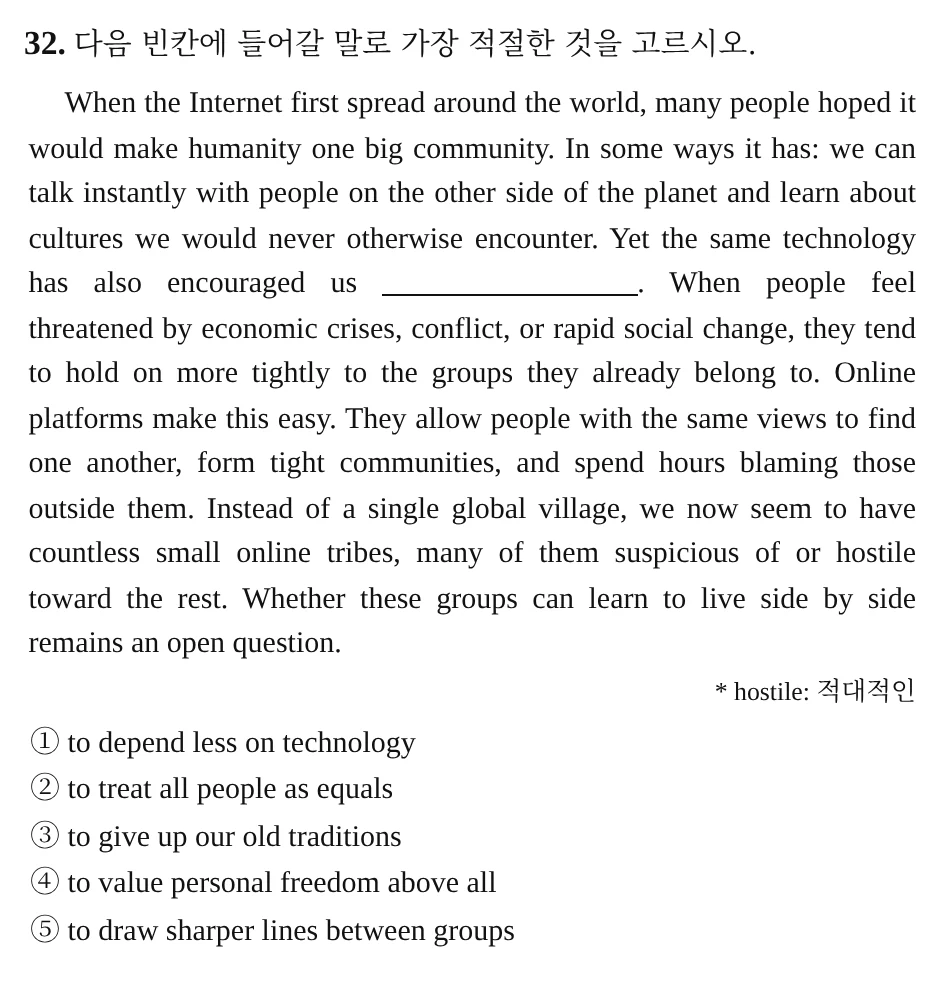 32. 다음 빈칸에 들어갈 말로 가장 적절한 것을 고르시오.
When the Internet first spread around the world, many people hoped it
would make humanity one big community. In some ways it has: we can
talk instantly with people on the other side of the planet and learn about
cultures we would never otherwise encounter. Yet the same technology
has also encouraged us ________________. When people feel
threatened by economic crises, conflict, or rapid social change, they tend
to hold on more tightly to the groups they already belong to. Online
platforms make this easy. They allow people with the same views to find
one another, form tight communities, and spend hours blaming those
outside them. Instead of a single global village, we now seem to have
countless small online tribes, many of them suspicious of or hostile
toward the rest. Whether these groups can learn to live side by side
remains an open question.
* hostile: 적대적인
① to depend less on technology
② to treat all people as equals
③ to give up our old traditions
④ to value personal freedom above all
⑤ to draw sharper lines between groups